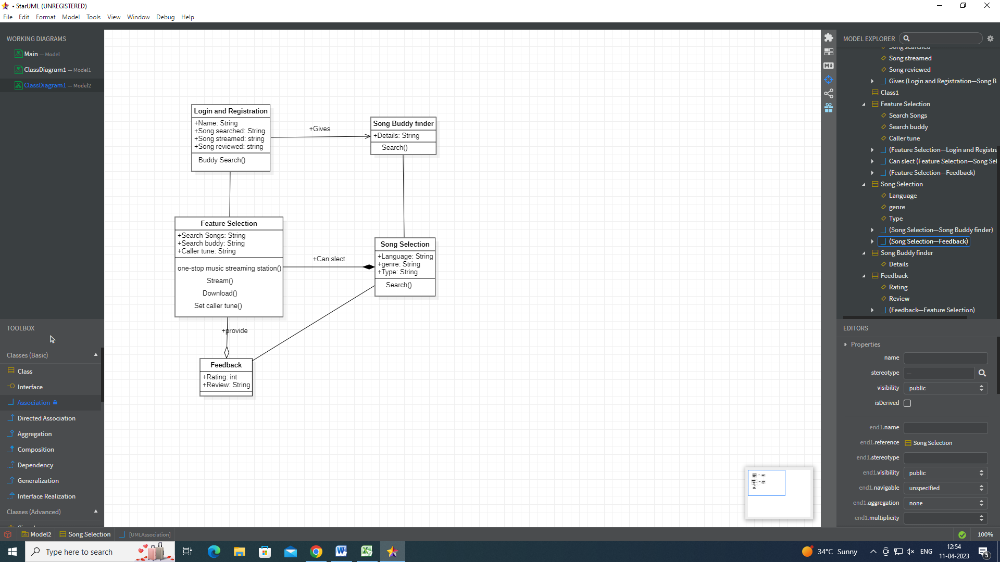 • StarUML (UNREGISTERED)
File Edit Format Model Tools View Window Debug Help
WORKING DIAGRAMS
Main — Model
ClassDiagram1 — Model1
ClassDiagram1 — Model2
TOOLBOX
Classes (Basic)
Class
Interface
Association
Directed Association
Aggregation
Composition
Dependency
Generalization
Interface Realization
Classes (Advanced)
Login and Registration
+Name: String
+Song searched: String
+Song streamed: string
+Song reviewed: string
Buddy Search()
+Gives
Song Buddy finder
+Details: String
Search()
Feature Selection
+Search Songs: String
+Search buddy: String
+Caller tune: String
one-stop music streaming station()
Stream()
Download()
Set caller tune()
+Can slect
Song Selection
+Language: String
+genre: String
+Type: String
Search()
+provide
Feedback
+Rating: int
+Review: String
MODEL EXPLORER
Song searched
Song streamed
Song reviewed
Gives (Login and Registration—Song B
Class1
Feature Selection
Search Songs
Search buddy
Caller tune
(Feature Selection—Login and Registra
Can slect (Feature Selection—Song Sel
(Feature Selection—Feedback)
Song Selection
Language
genre
Type
(Song Selection—Song Buddy finder)
(Song Selection—Feedback)
Song Buddy finder
Details
Feedback
Rating
Review
(Feedback—Feature Selection)
EDITORS
Properties
name
stereotype —
visibility public
isDerived
end1.name
end1.reference Song Selection
end1.stereotype
end1.visibility public
end1.navigable unspecified
end1.aggregation none
end1.multiplicity
Model2 Song Selection [UMLAssociation]
100%
Type here to search
34°C Sunny
ENG
12:54
11-04-2023
5